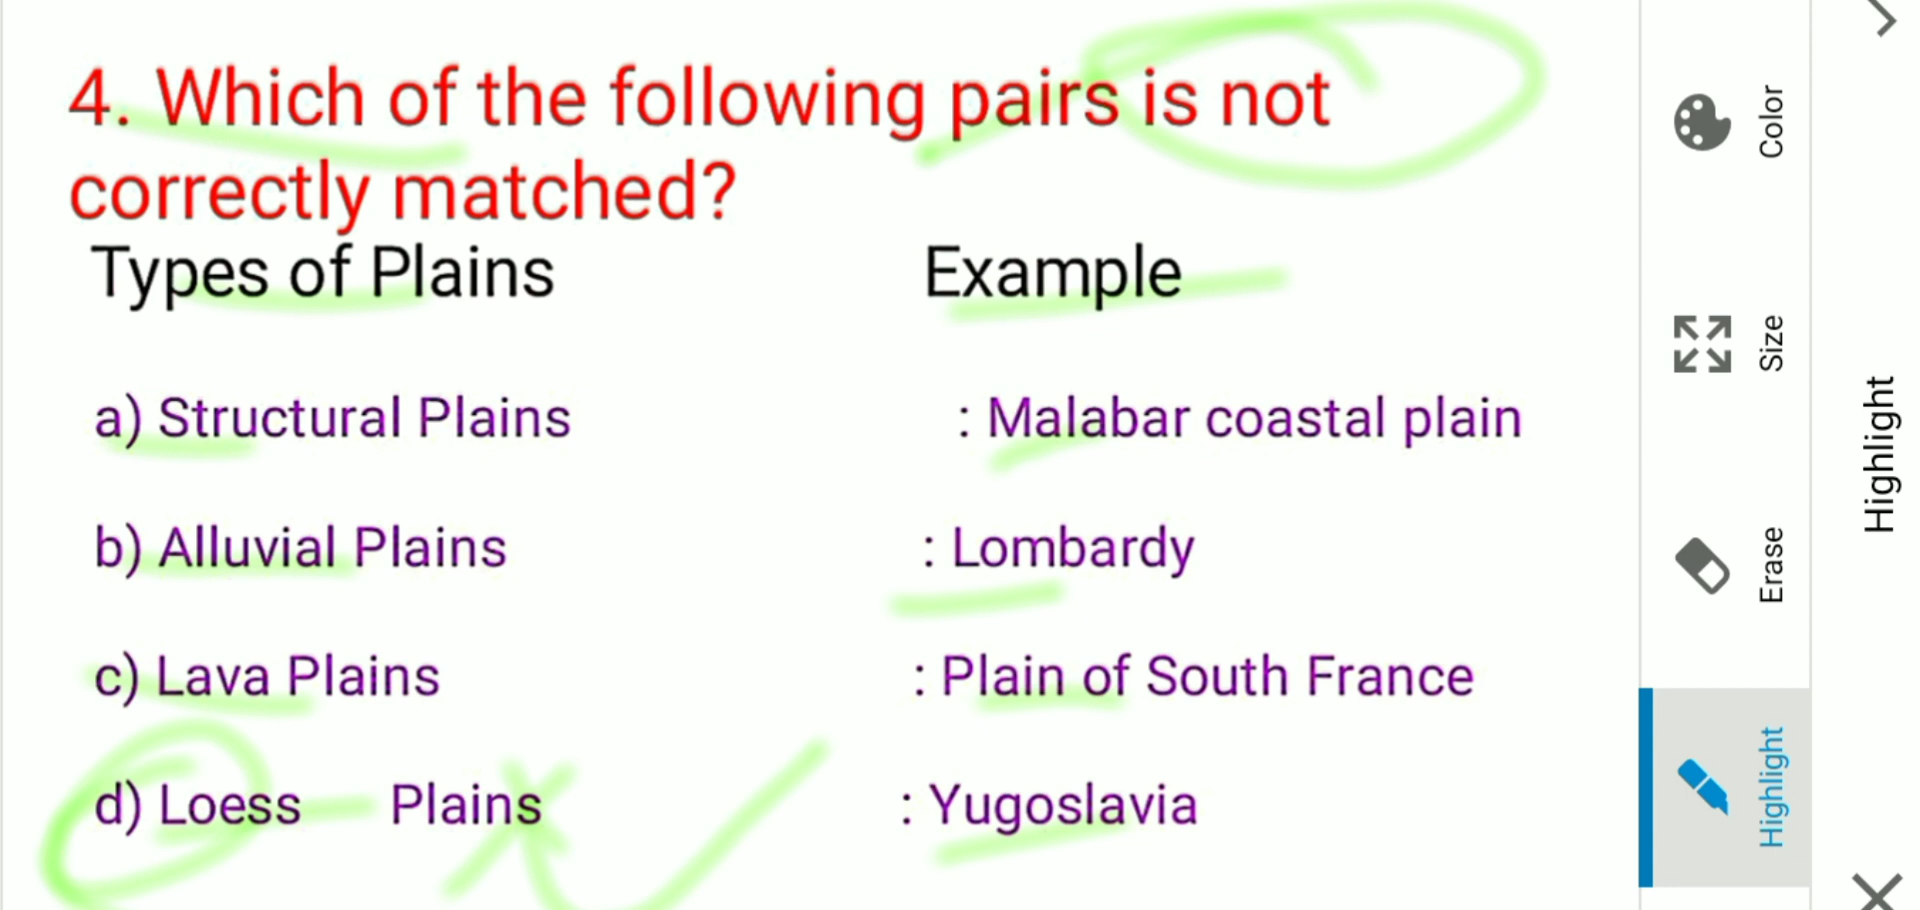 4. Which of the following pairs is not
correctly matched?
Types of Plains Example
a) Structural Plains : Malabar coastal plain
b) Alluvial Plains : Lombardy
c) Lava Plains : Plain of South France
d) Loess Plains : Yugoslavia
Color
Size
Erase
Highlight
Highlight